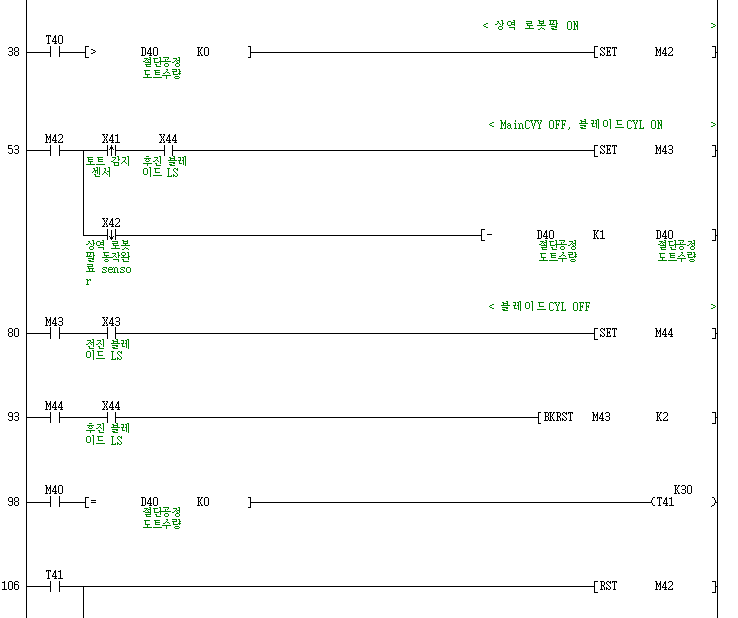 < 상역 로봇팔 ON >
T40
38 [> D40 K0 ] [SET M42 ]
절단공정
도트수량
< MainCVY OFF, 블레이드CYL ON >
M42 X41 X44
53 [SET M43 ]
토트 감지 후진 블레
센서 이드 LS
X42
[- D40 K1 D40 ]
상역 로봇 절단공정 절단공정
팔 동작완 도트수량 도트수량
료 senso
r
< 블레이드CYL OFF >
M43 X43
80 [SET M44 ]
전진 블레
이드 LS
M44 X44
93 [BKRST M43 K2 ]
후진 블레
이드 LS
M40 K30
98 [= D40 K0 ] (T41 )
절단공정
도트수량
T41
106 [RST M42 ]